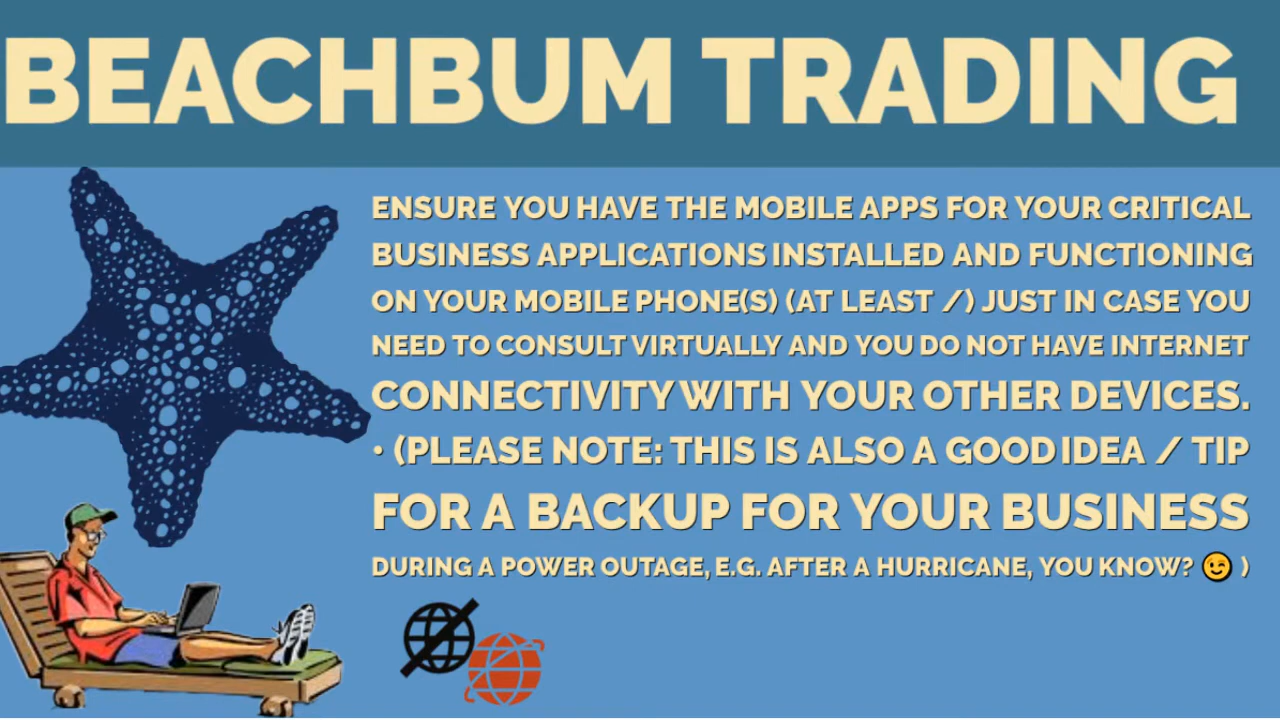 BEACHBUM TRADING
ENSURE YOU HAVE THE MOBILE APPS FOR YOUR CRITICAL
BUSINESS APPLICATIONS INSTALLED AND FUNCTIONING
ON YOUR MOBILE PHONE(S) (AT LEAST /) JUST IN CASE YOU
NEED TO CONSULT VIRTUALLY AND YOU DO NOT HAVE INTERNET
CONNECTIVITY WITH YOUR OTHER DEVICES.
• (PLEASE NOTE: THIS IS ALSO A GOOD IDEA / TIP
FOR A BACKUP FOR YOUR BUSINESS
DURING A POWER OUTAGE, E.G. AFTER A HURRICANE, YOU KNOW? 😉 )